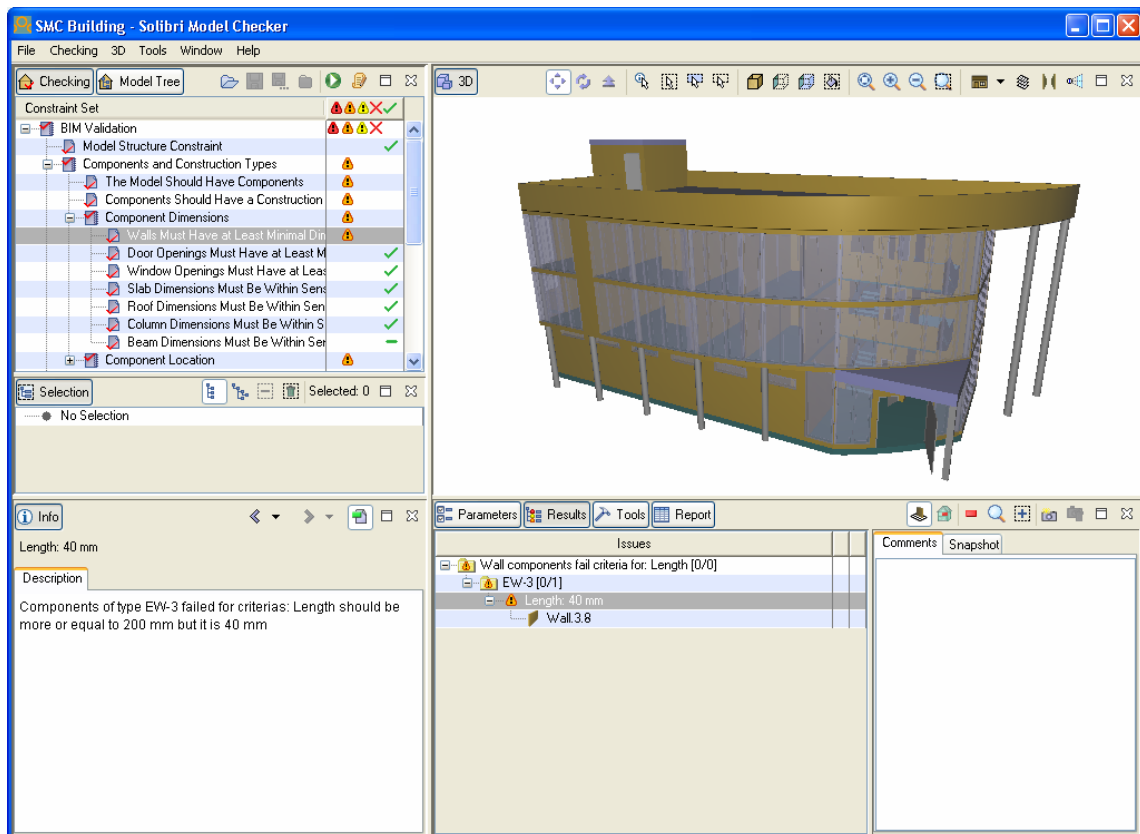 SMC Building - Solibri Model Checker
File Checking 3D Tools Window Help
Checking Model Tree
Constraint Set
BIM Validation
Model Structure Constraint
Components and Construction Types
The Model Should Have Components
Components Should Have a Construction
Component Dimensions
Walls Must Have at Least Minimal Din
Door Openings Must Have at Least M
Window Openings Must Have at Leas
Slab Dimensions Must Be Within Sens
Roof Dimensions Must Be Within Sen
Column Dimensions Must Be Within S
Beam Dimensions Must Be Within Ser
Component Location
Selection Selected: 0
No Selection
3D
Info
Length: 40 mm
Description
Components of type EW-3 failed for criterias: Length should be
more or equal to 200 mm but it is 40 mm
Parameters Results Tools Report
Issues
Wall components fail criteria for: Length [0/0]
EW-3 [0/1]
Length: 40 mm
Wall.3.8
Comments Snapshot